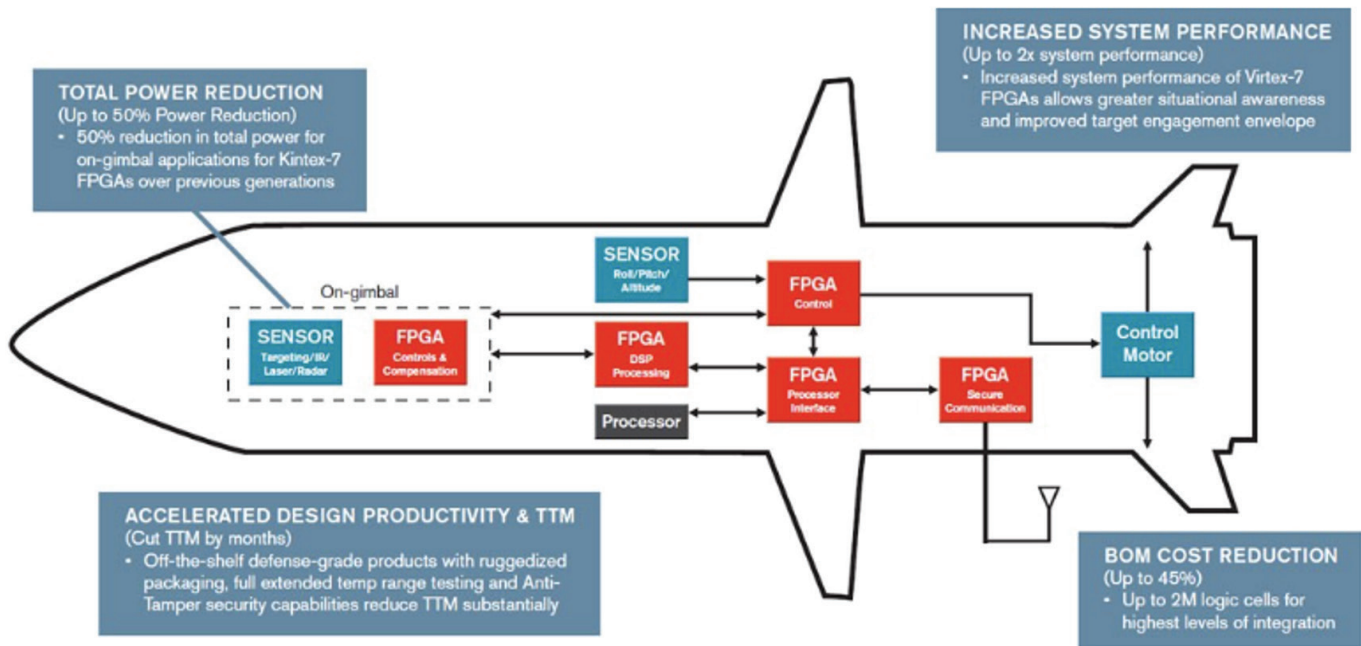 INCREASED SYSTEM PERFORMANCE
(Up to 2x system performance)
• Increased system performance of Virtex-7
FPGAs allows greater situational awareness
and improved target engagement envelope
TOTAL POWER REDUCTION
(Up to 50% Power Reduction)
• 50% reduction in total power for
on-gimbal applications for Kintex-7
FPGAs over previous generations
On-gimbal
SENSOR
Targeting/IR/
Laser/Radar
FPGA
Controls &
Compensation
SENSOR
Roll/Pitch/
Altitude
FPGA
DSP
Processing
Processor
FPGA
Control
FPGA
Processor
Interface
FPGA
Secure
Communication
Control
Motor
ACCELERATED DESIGN PRODUCTIVITY & TTM
(Cut TTM by months)
• Off-the-shelf defense-grade products with ruggedized
packaging, full extended temp range testing and Anti-
Tamper security capabilities reduce TTM substantially
BOM COST REDUCTION
(Up to 45%)
• Up to 2M logic cells for
highest levels of integration